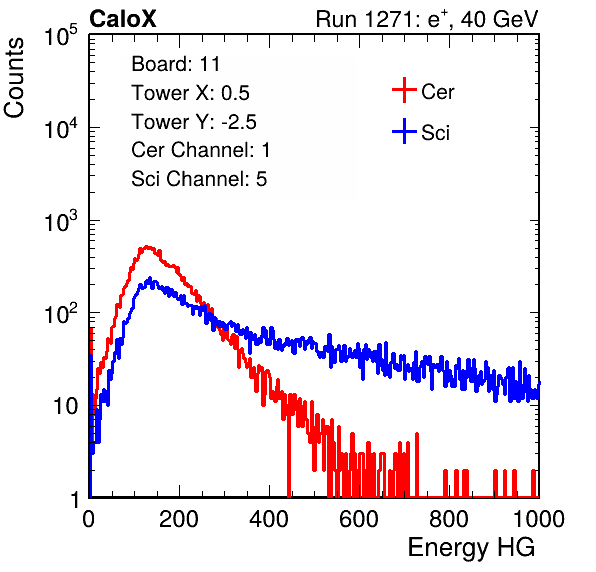 CaloX Run 1271: e⁺, 40 GeV
Counts
10⁵
10⁴
10³
10²
10
1
Board: 11
Tower X: 0.5
Tower Y: -2.5
Cer Channel: 1
Sci Channel: 5
Cer
Sci
0 200 400 600 800 1000
Energy HG